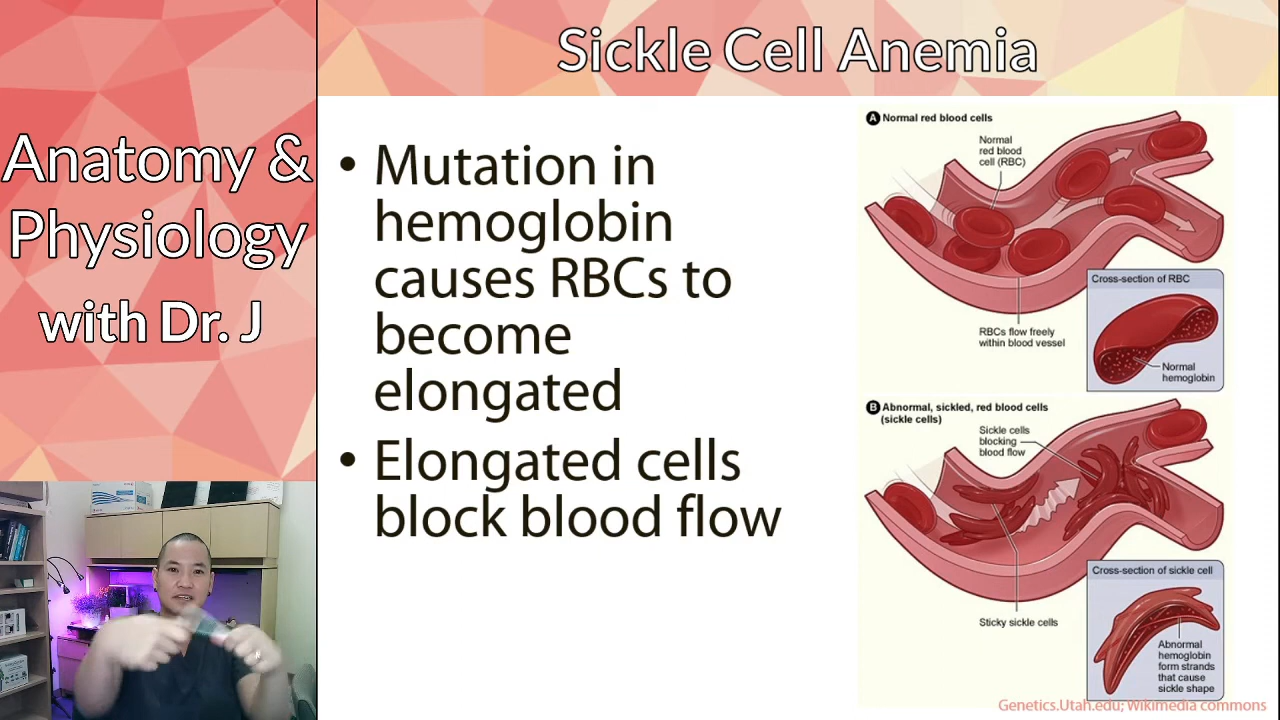 Sickle Cell Anemia
Anatomy &
Physiology
with Dr. J
• Mutation in
hemoglobin
causes RBCs to
become
elongated
• Elongated cells
block blood flow
A Normal red blood cells
Normal
red blood
cell (RBC)
Cross-section of RBC
RBCs flow freely
within blood vessel
Normal
hemoglobin
B Abnormal, sickled, red blood cells
(sickle cells)
Sickle cells
blocking
blood flow
Cross-section of sickle cell
Sticky sickle cells
Abnormal
hemoglobin
form strands
that cause
sickle shape
Genetics.Utah.edu; Wikimedia commons